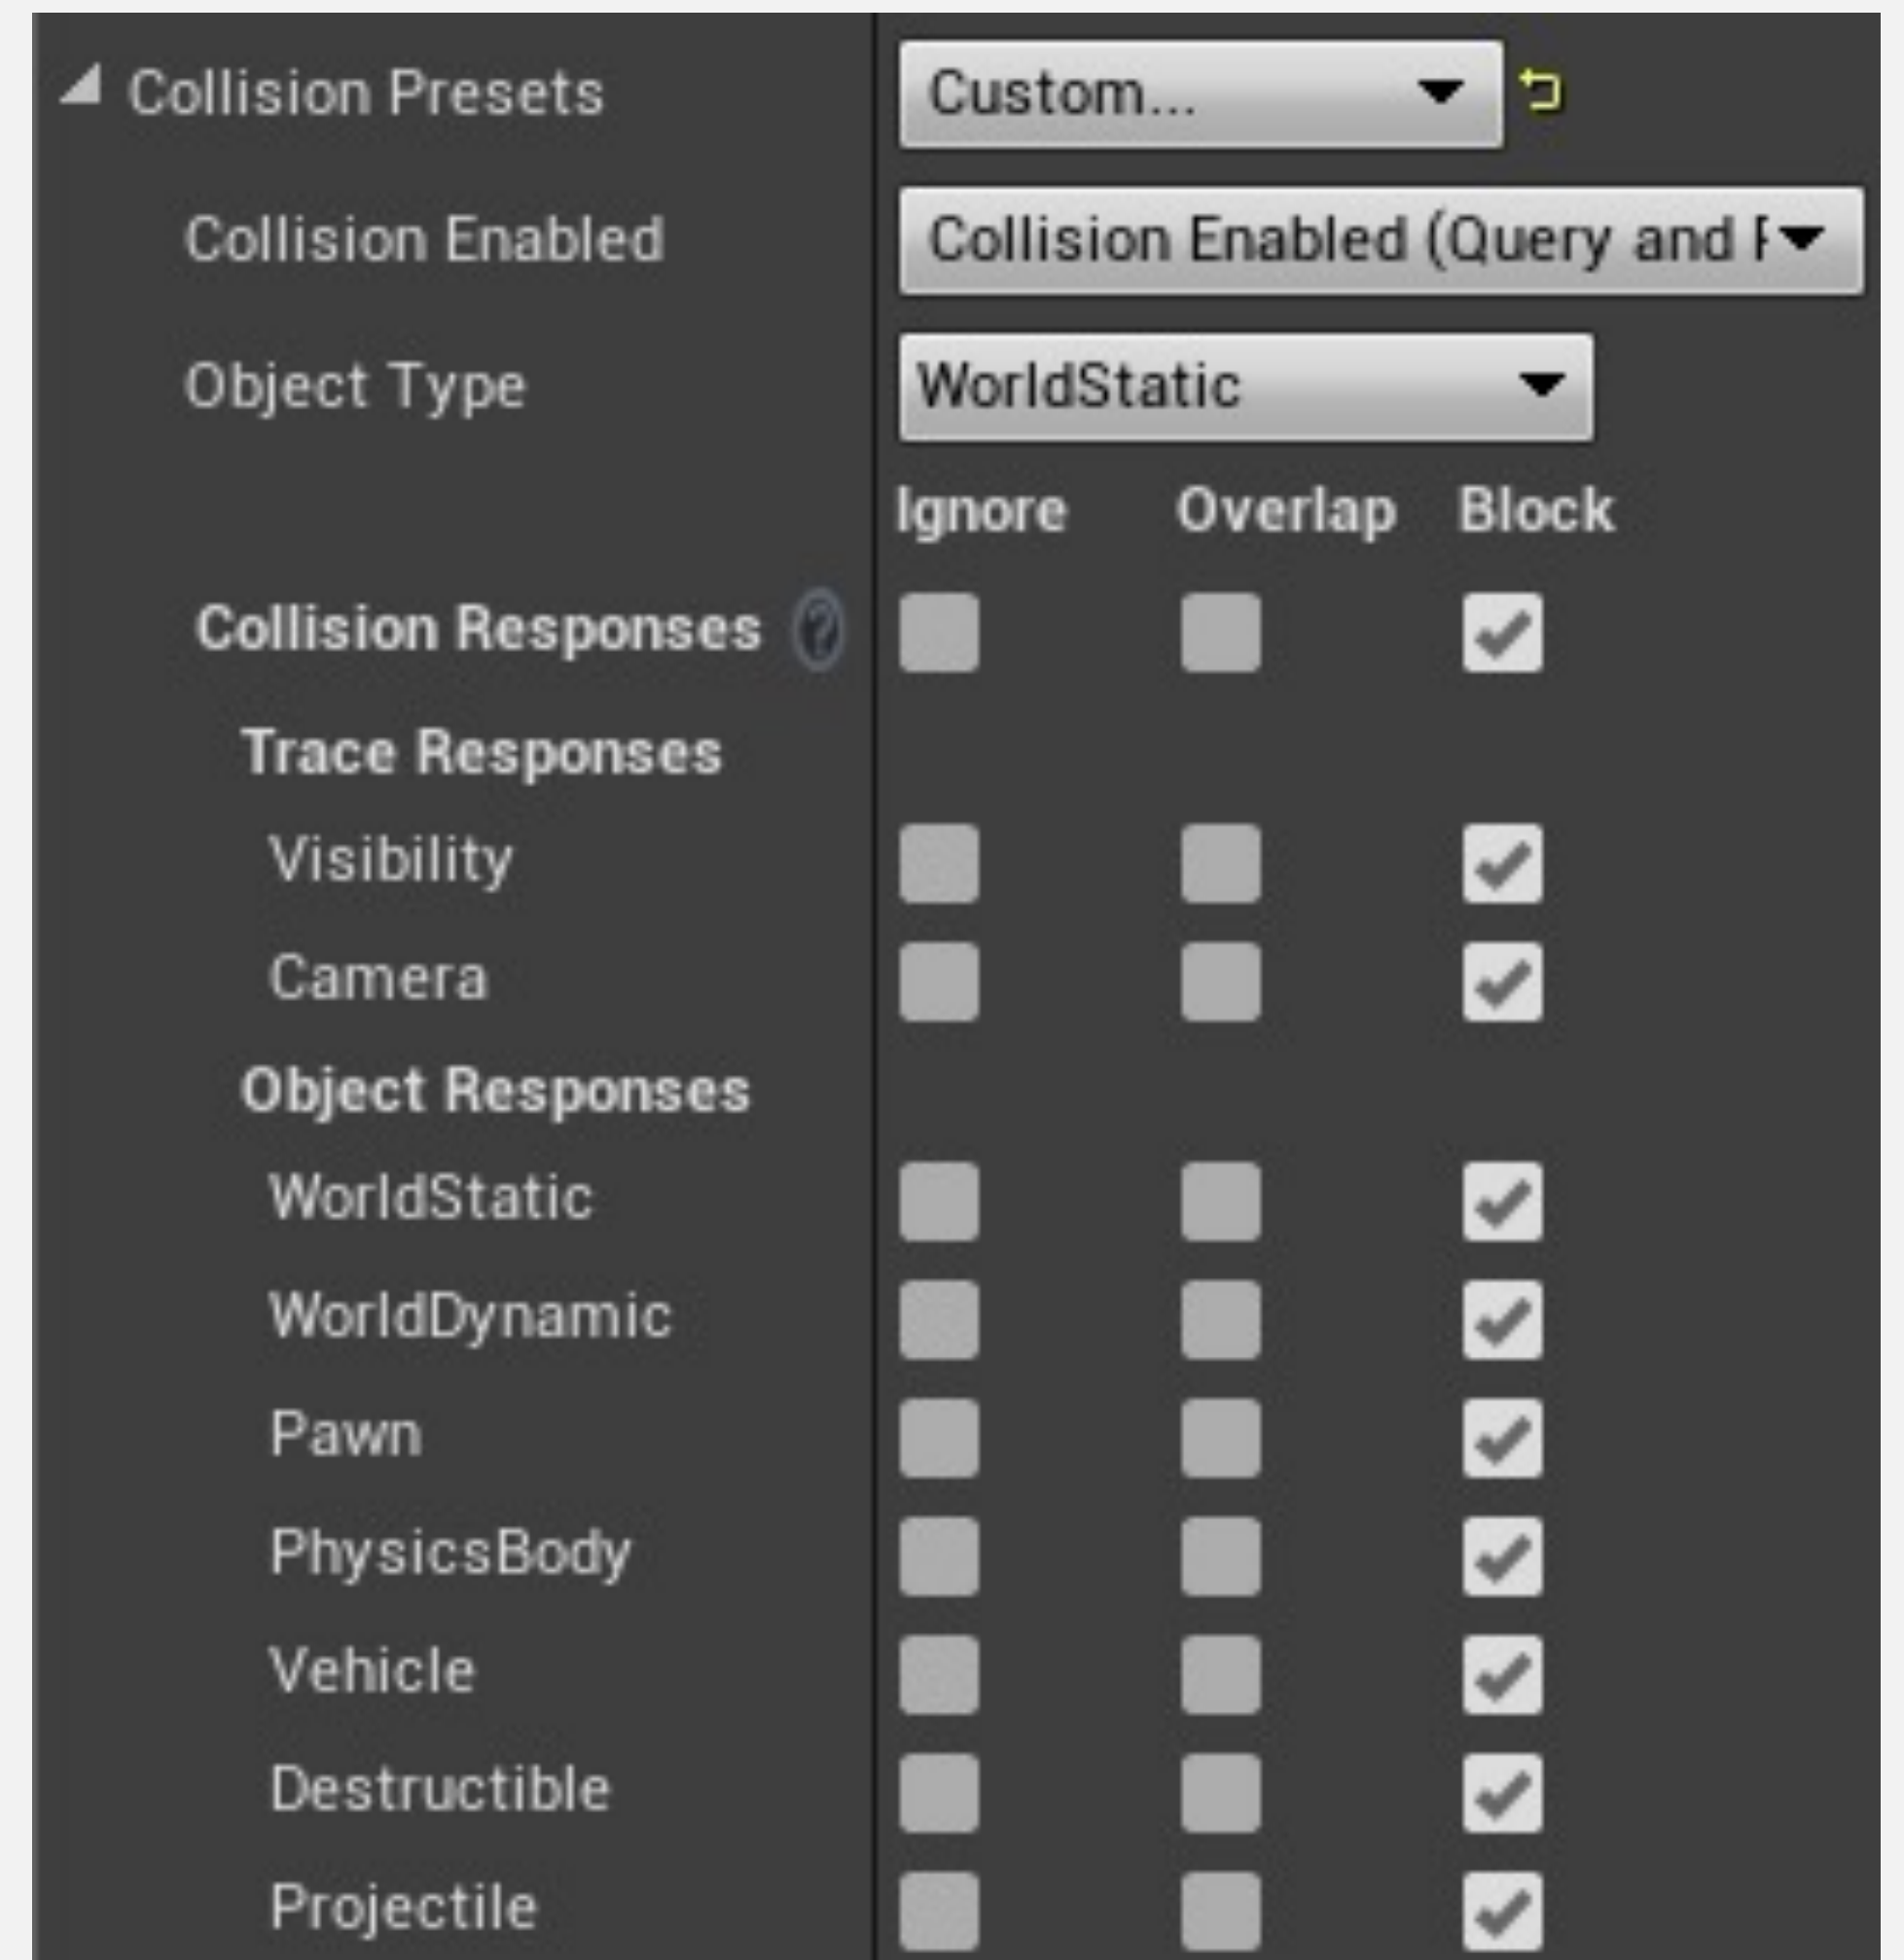 Collision Presets Custom...
Collision Enabled Collision Enabled (Query and
Object Type WorldStatic
Ignore Overlap Block
Collision Responses ?
Trace Responses
Visibility
Camera
Object Responses
WorldStatic
WorldDynamic
Pawn
PhysicsBody
Vehicle
Destructible
Projectile